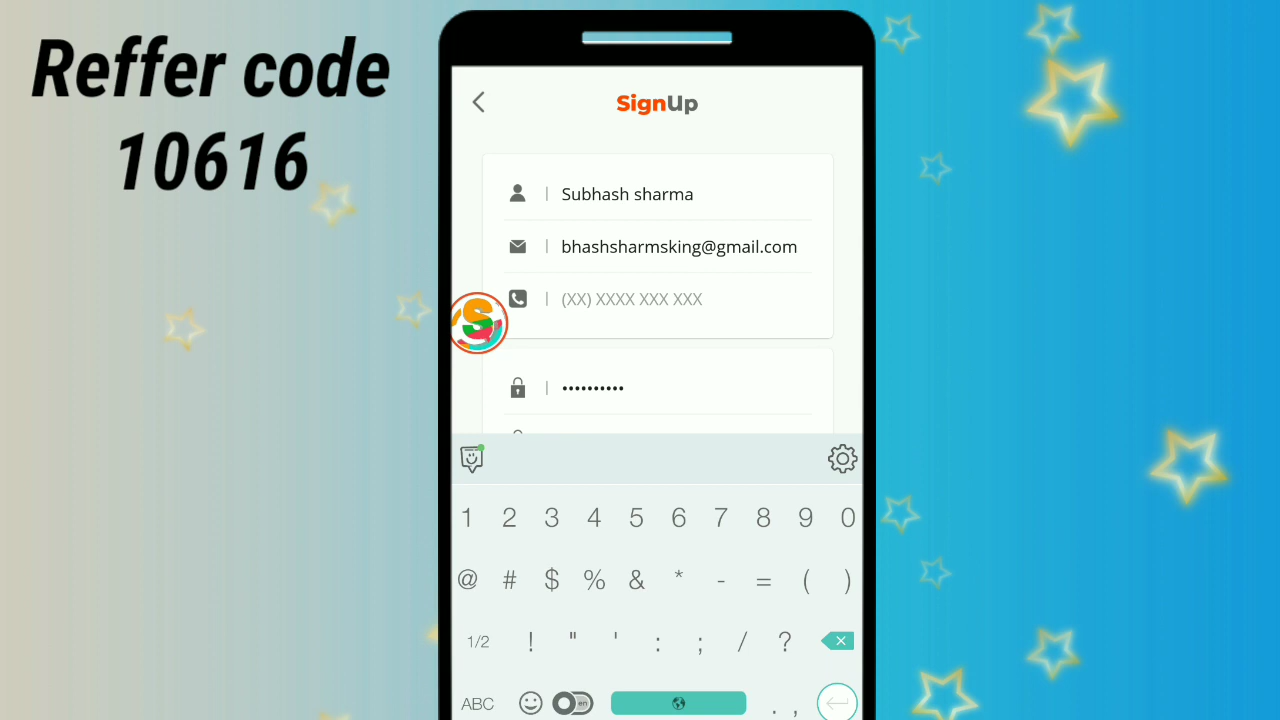 Reffer code
10616
SignUp
Subhash sharma
bhashsharmsking@gmail.com
(XX) XXXX XXX XXX
••••••••••
1 2 3 4 5 6 7 8 9 0
@ # $ % & * - = ( )
1/2 ! " ' : ; / ?
ABC en . ,
S